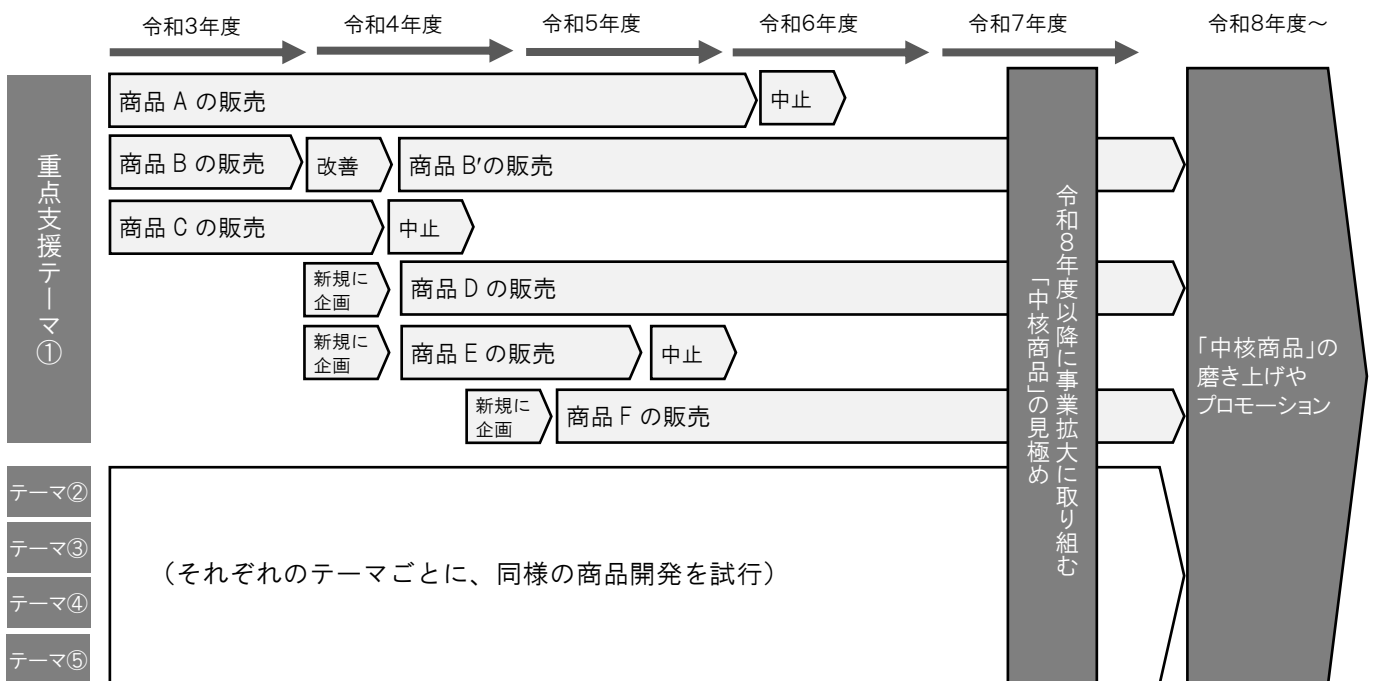 令和3年度
令和4年度
令和5年度
令和6年度
令和7年度
令和8年度～
重点支援テーマ①
商品 A の販売
中止
商品 B の販売
改善
商品 B′の販売
商品 C の販売
中止
新規に
企画
商品 D の販売
新規に
企画
商品 E の販売
中止
新規に
企画
商品 F の販売
令和8年度以降に事業拡大に取り組む
「中核商品」の見極め
「中核商品」の
磨き上げや
プロモーション
テーマ②
テーマ③
テーマ④
テーマ⑤
（それぞれのテーマごとに、同様の商品開発を試行）